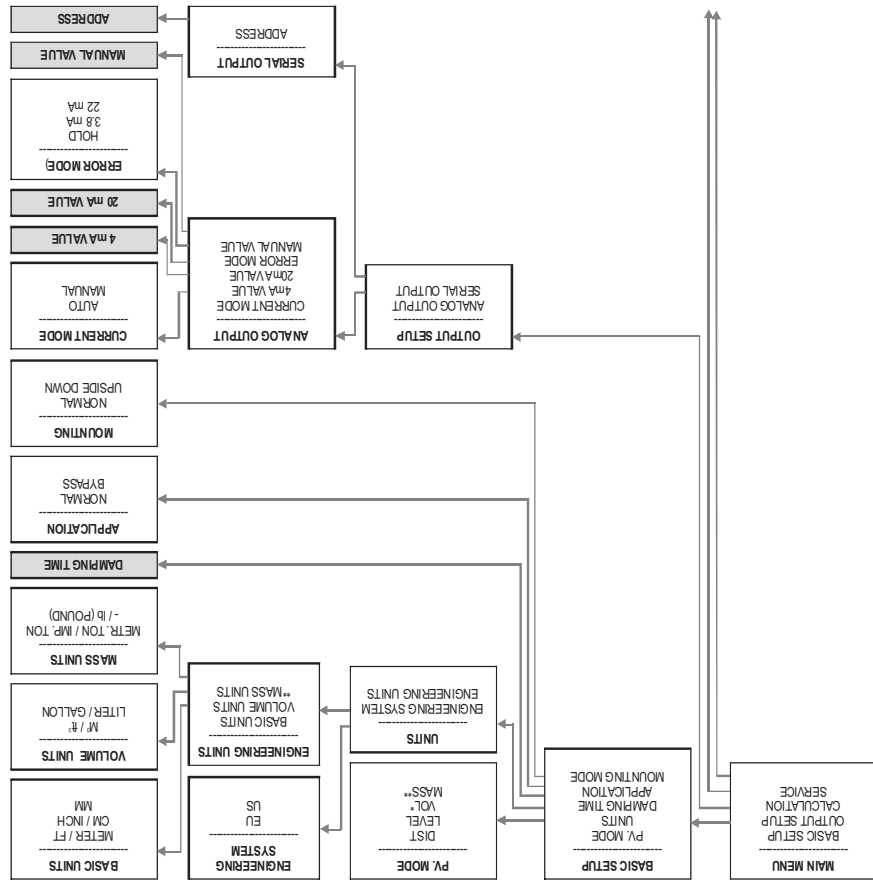 MAIN MENU
BASIC SETUP
OUTPUT SETUP
CALCULATION
SERVICE
BASIC SETUP
PV. MODE
UNITS
DAMPING TIME
APPLICATION
MOUNTING MODE
PV. MODE
DIST
LEVEL
VOL*
MASS**
ENGINEERING
SYSTEM
EU
US
BASIC UNITS
METER / FT
CM / INCH
MM
UNITS
ENGINEERING SYSTEM
ENGINEERING UNITS
ENGINEERING UNITS
BASIC UNITS
VOLUME UNITS
**MASS UNITS
VOLUME UNITS
M³ / ft³
LITER / GALLON
MASS UNITS
METR. TON / IMP. TON
- / lb (POUND)
DAMPING TIME
APPLICATION
NORMAL
BYPASS
MOUNTING
NORMAL
UPSIDE DOWN
OUTPUT SETUP
ANALOG OUTPUT
SERIAL OUTPUT
ANALOG OUTPUT
CURRENT MODE
4mA VALUE
20mA VALUE
ERROR MODE
MANUAL VALUE
CURRENT MODE
AUTO
MANUAL
4 mA VALUE
20 mA VALUE
ERROR MODE)
HOLD
3.8 mA
22 mA
MANUAL VALUE
SERIAL OUTPUT
ADDRESS
ADDRESS